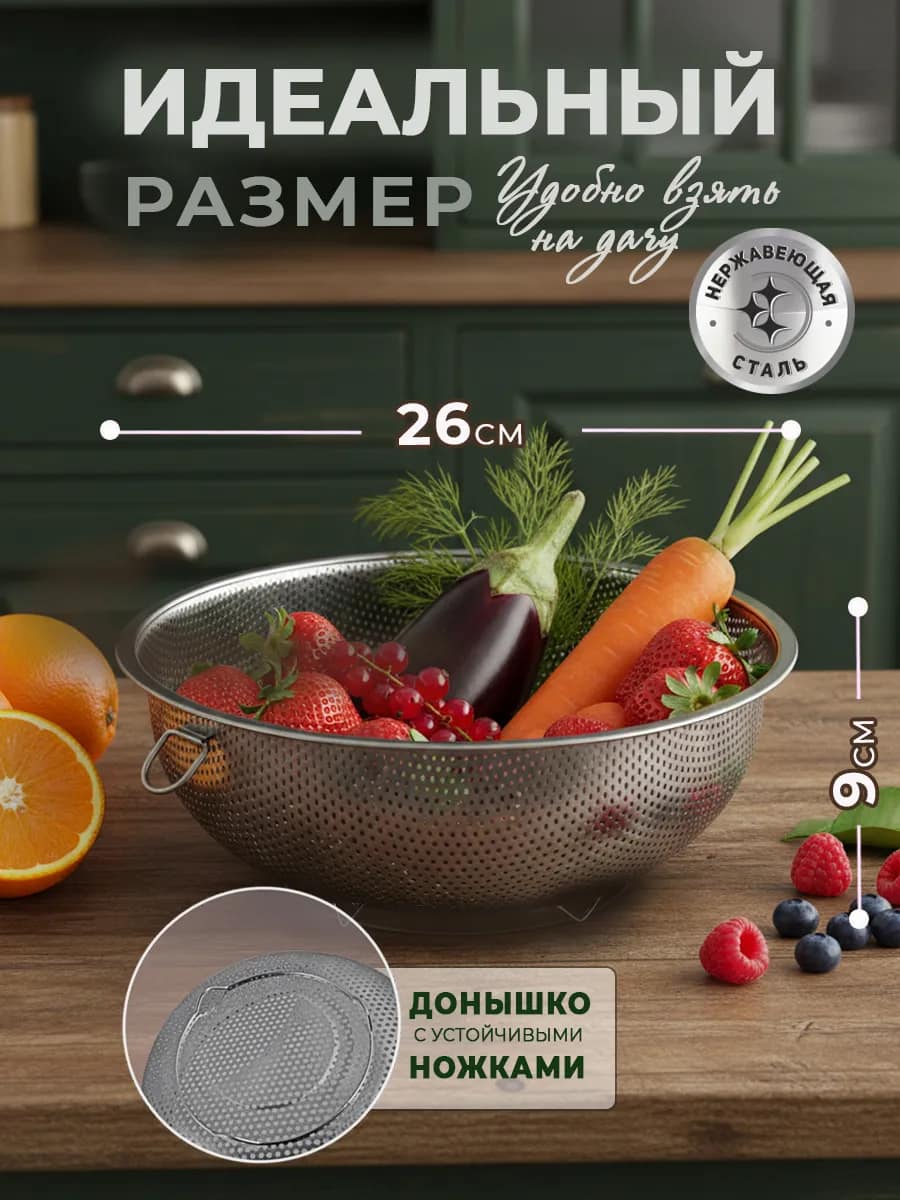 ИДЕАЛЬНЫЙ
РАЗМЕР
Удобно взять
на дачу
НЕРЖАВЕЮЩАЯ
СТАЛЬ
26см
9см
ДОНЫШКО
С УСТОЙЧИВЫМИ
НОЖКАМИ